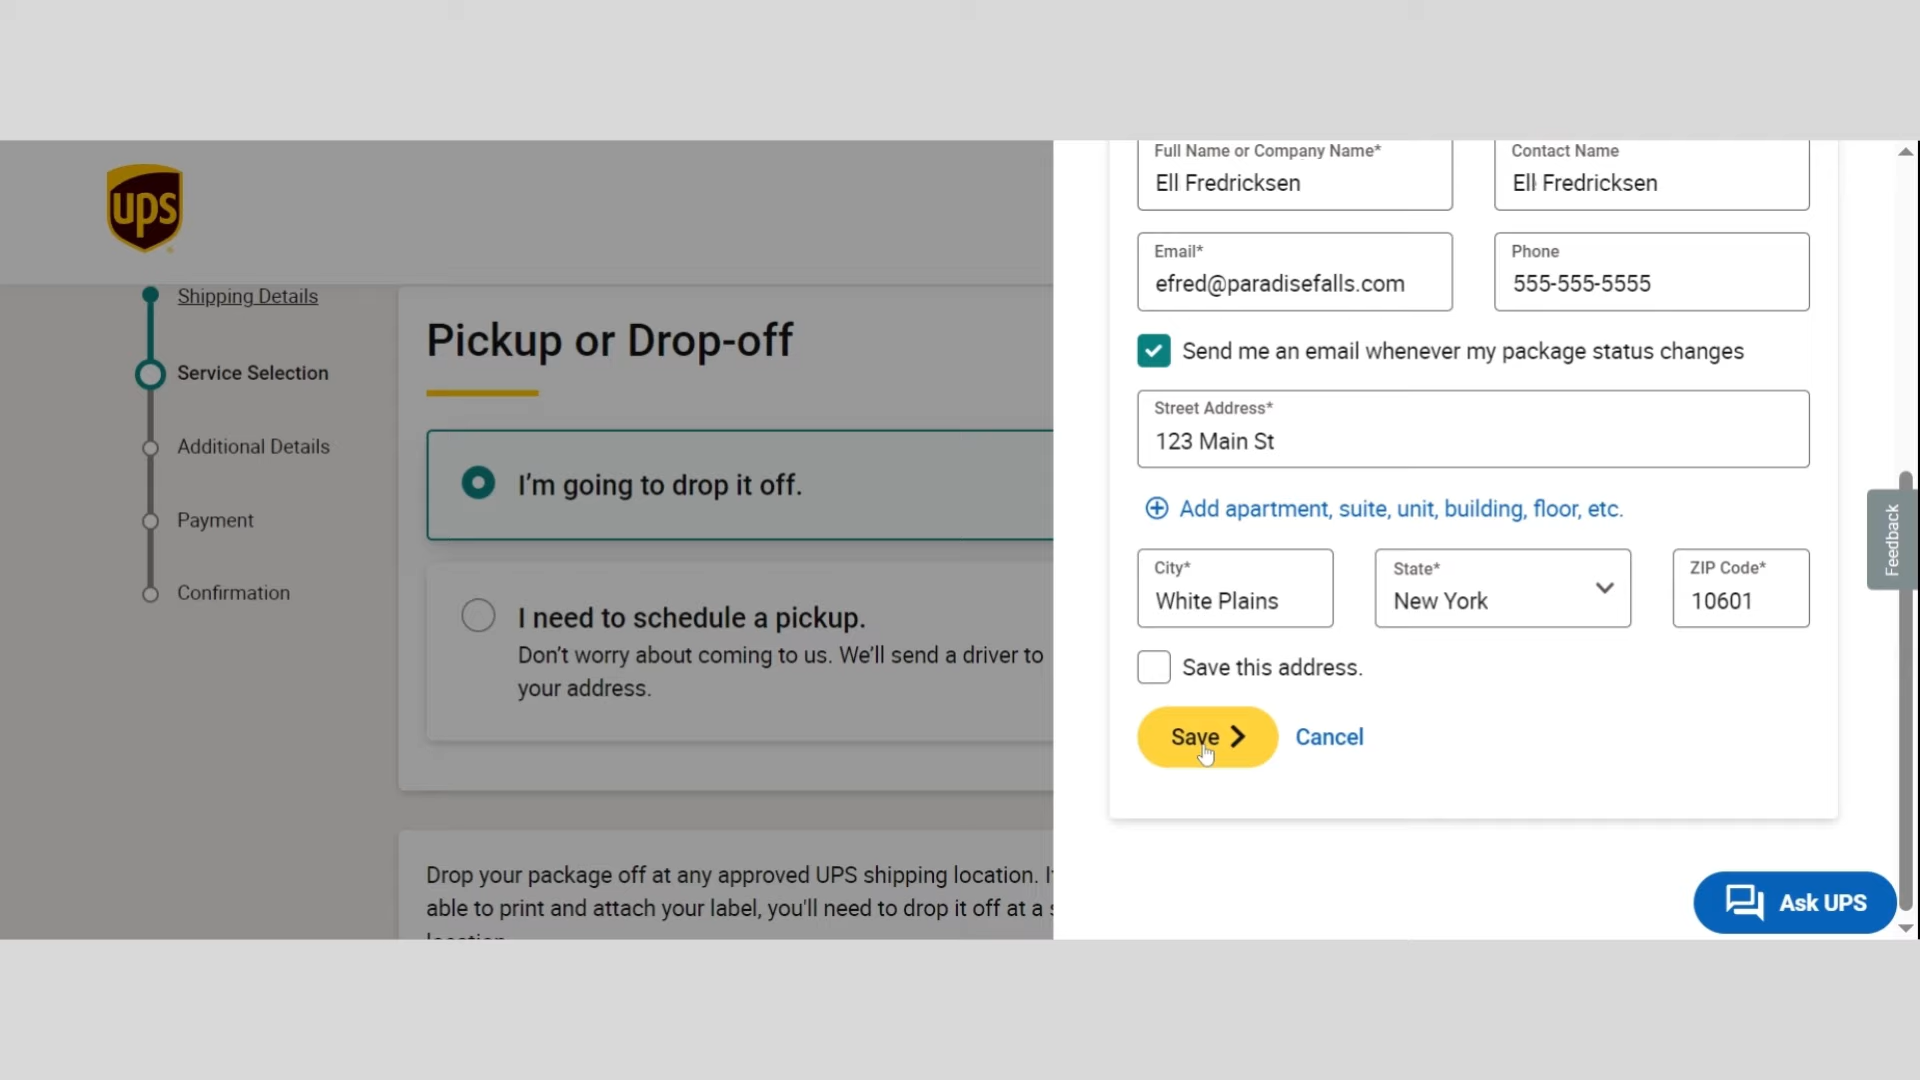 ups
Shipping Details
Service Selection
Additional Details
Payment
Confirmation
Pickup or Drop-off
I'm going to drop it off.
I need to schedule a pickup.
Don't worry about coming to us. We'll send a driver to
your address.
Drop your package off at any approved UPS shipping location.
able to print and attach your label, you'll need to drop it off at a
Full Name or Company Name*
Ell Fredricksen
Contact Name
Ell Fredricksen
Email*
efred@paradisefalls.com
Phone
555-555-5555
Send me an email whenever my package status changes
Street Address*
123 Main St
Add apartment, suite, unit, building, floor, etc.
City*
White Plains
State*
New York
ZIP Code*
10601
Save this address.
Save
Cancel
Feedback
Ask UPS